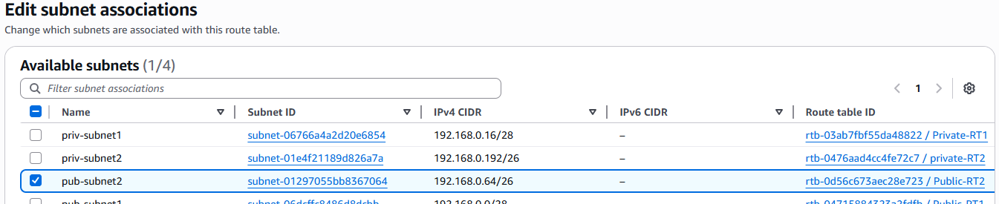 Edit subnet associations
Change which subnets are associated with this route table.
Available subnets (1/4)
Filter subnet associations
1
Name Subnet ID IPv4 CIDR IPv6 CIDR Route table ID
priv-subnet1 subnet-06766a4a2d20e6854 192.168.0.16/28 – rtb-03ab7fbf55da48822 / Private-RT1
priv-subnet2 subnet-01e4f21189d826a7a 192.168.0.192/26 – rtb-0476aad4cc4fe72c7 / private-RT2
pub-subnet2 subnet-01297055bb8367064 192.168.0.64/26 – rtb-0d56c673aec28e723 / Public-RT2
pub-subnet1 192.168.0.0/28 – / Public-RT1